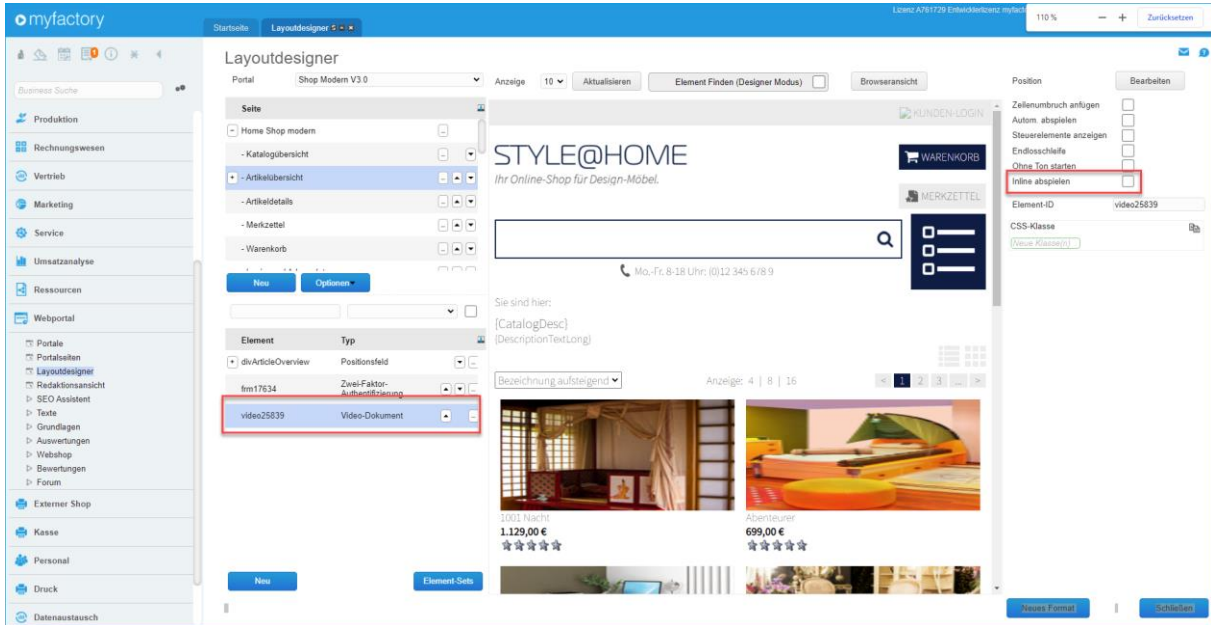 myfactory
Startseite
Layoutdesigner
Lizenz A761729 Entwicklerlizenz myfact
110 %
Zurücksetzen
Business Suche
Produktion
Rechnungswesen
Vertrieb
Marketing
Service
Umsatzanalyse
Ressourcen
Webportal
Portale
Portalseiten
Layoutdesigner
Redaktionsansicht
SEO Assistent
Texte
Grundlagen
Auswertungen
Webshop
Bewertungen
Forum
Externer Shop
Kasse
Personal
Druck
Datenaustausch
Layoutdesigner
Portal Shop Modern V3.0
Seite
Home Shop modern
- Katalogübersicht
- Artikelübersicht
- Artikeldetails
- Merkzettel
- Warenkorb
Neu Optionen
Element Typ
divArticleOverview Positionsfeld
frm17634 Zwei-Faktor-
Authentifizierung
video25839 Video-Dokument
Neu Element-Sets
Anzeige 10 Aktualisieren Element Finden (Designer Modus) Browseransicht
KUNDEN-LOGIN
STYLE@HOME
Ihr Online-Shop für Design-Möbel.
WARENKORB
MERKZETTEL
Mo.-Fr. 8-18 Uhr: (0)12 345 6/8 9
Sie sind hier:
{CatalogDesc}
{DescriptionTextLong}
Bezeichnung aufsteigend Anzeige: 4 | 8 | 16 < 1 2 3 ... >
1001 Nacht
1.129,00 €
Abenteurer
699,00 €
Position Bearbeiten
Zeilenumbruch anfügen
Autom. abspielen
Steuerelemente anzeigen
Endlosschleife
Ohne Ton starten
Inline abspielen
Element-ID video25839
CSS-Klasse
(Neue Klasse(n))
Neues Format Schließen